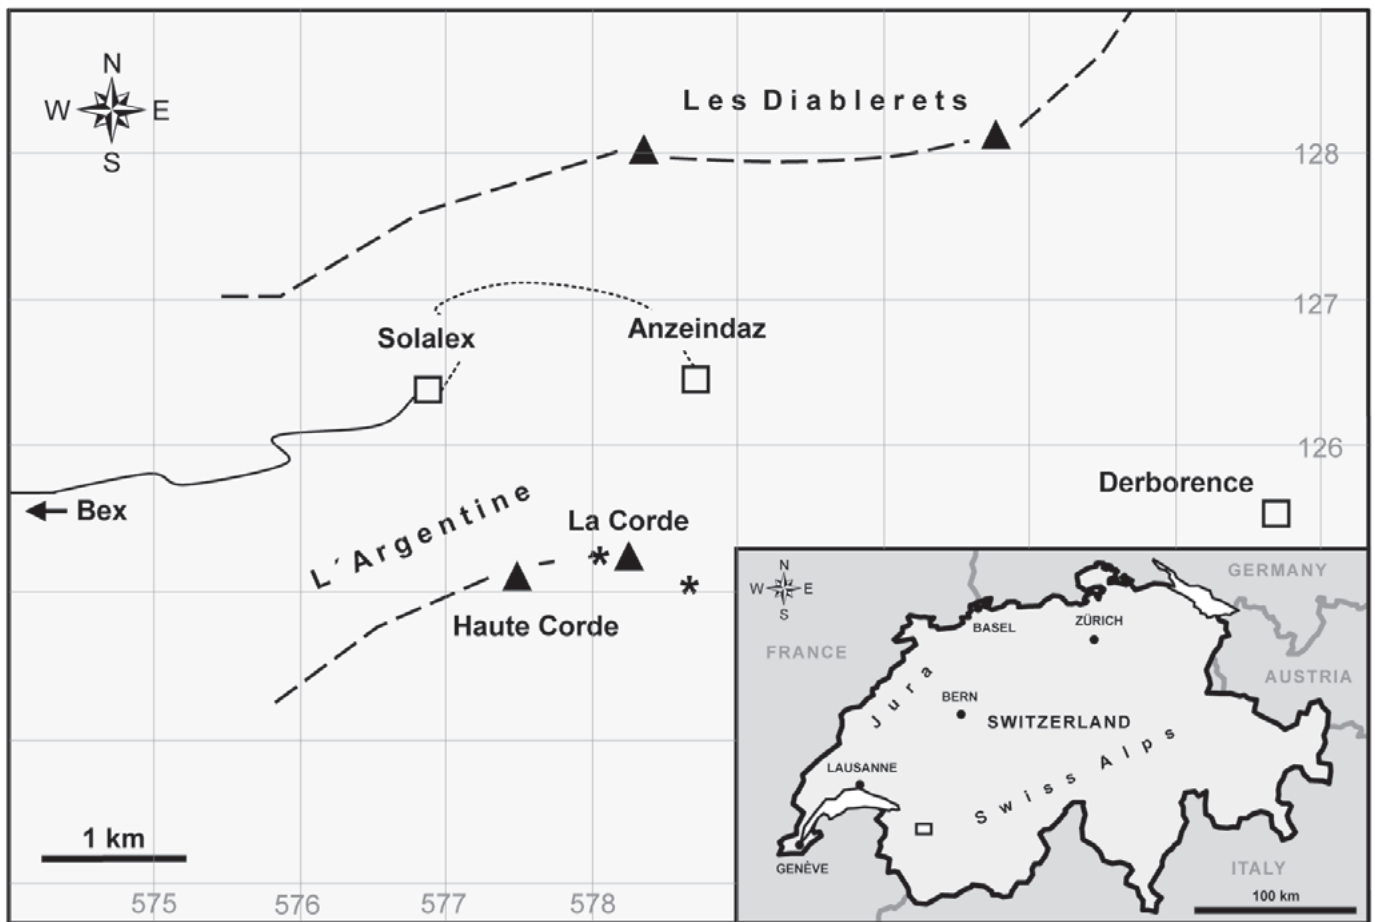 N
W E
S
Les Diablerets
128
127
Solalex
Anzeindaz
126
Derborence
Bex
L'Argentine
La Corde
*
*
Haute Corde
1 km
575
576
577
578
N
W E
S
GERMANY
BASEL
ZÜRICH
FRANCE
AUSTRIA
Jura
BERN
SWITZERLAND
Swiss Alps
LAUSANNE
GENÈVE
ITALY
100 km